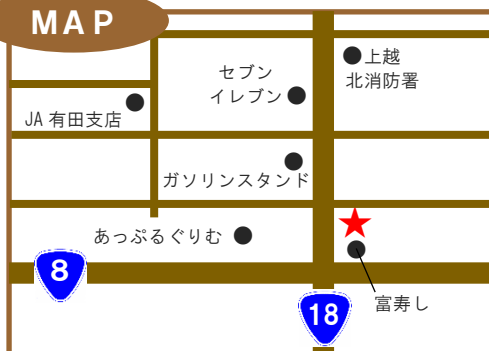 MAP
上越
北消防署
セブン
イレブン
JA 有田支店
ガソリンスタンド
あっぷるぐりむ
8
富寿し
18